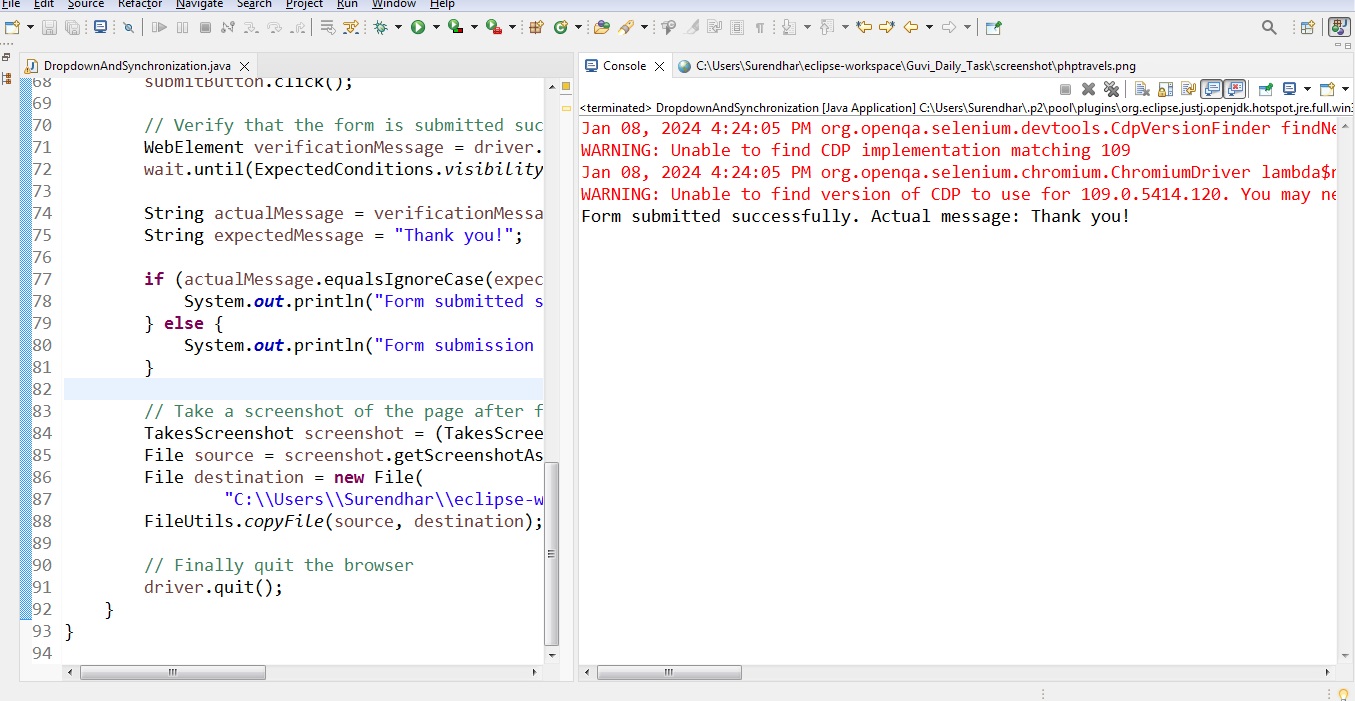 File Edit Source Refactor Navigate Search Project Run Window Help
DropdownAndSynchronization.java
68 submitButton.click();
69
70 // Verify that the form is submitted suc
71 WebElement verificationMessage = driver.
72 wait.until(ExpectedConditions.visibility
73
74 String actualMessage = verificationMessa
75 String expectedMessage = "Thank you!";
76
77 if (actualMessage.equalsIgnoreCase(expec
78 System.out.println("Form submitted s
79 } else {
80 System.out.println("Form submission
81 }
82
83 // Take a screenshot of the page after f
84 TakesScreenshot screenshot = (TakesScree
85 File source = screenshot.getScreenshotAs
86 File destination = new File(
87 "C:\\Users\\Surendhar\\eclipse-w
88 FileUtils.copyFile(source, destination);
89
90 // Finally quit the browser
91 driver.quit();
92 }
93 }
94
Console C:\Users\Surendhar\eclipse-workspace\Guvi_Daily_Task\screenshot\phptravels.png
<terminated> DropdownAndSynchronization [Java Application] C:\Users\Surendhar\.p2\pool\plugins\org.eclipse.justj.openjdk.hotspot.jre.full.win3
Jan 08, 2024 4:24:05 PM org.openqa.selenium.devtools.CdpVersionFinder findNe
WARNING: Unable to find CDP implementation matching 109
Jan 08, 2024 4:24:05 PM org.openqa.selenium.chromium.ChromiumDriver lambda$n
WARNING: Unable to find version of CDP to use for 109.0.5414.120. You may ne
Form submitted successfully. Actual message: Thank you!